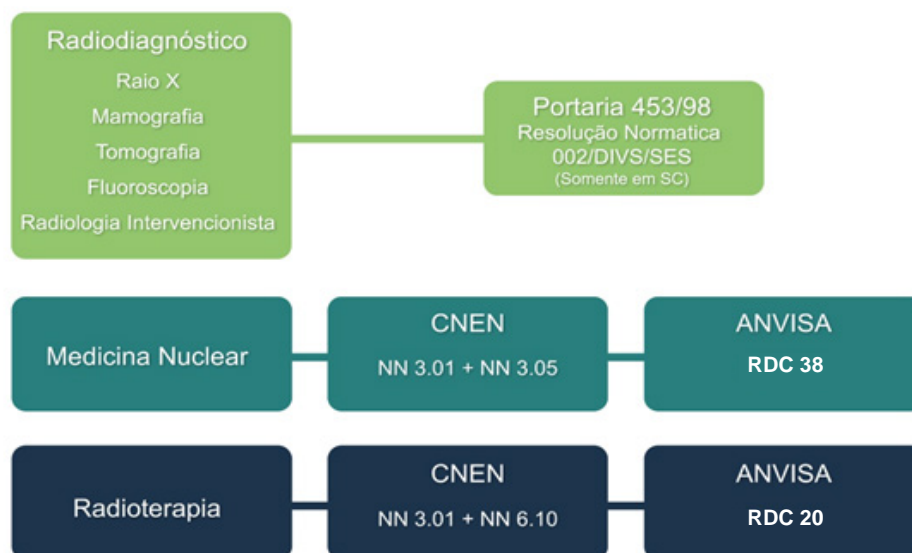 Radiodiagnóstico
Raio X
Mamografia
Tomografia
Fluoroscopia
Radiologia Intervencionista
Portaria 453/98
Resolução Normatica
002/DIVS/SES
(Somente em SC)
Medicina Nuclear
CNEN
NN 3.01 + NN 3.05
ANVISA
RDC 38
Radioterapia
CNEN
NN 3.01 + NN 6.10
ANVISA
RDC 20